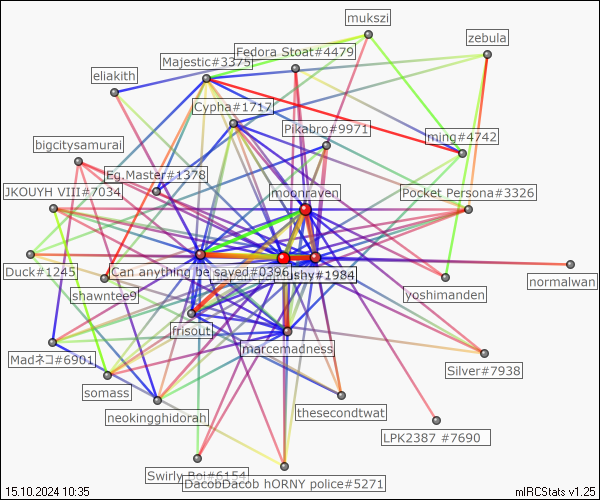 mukszi
zebula
Fedora Stoat#4479
Majestic#3375
eliakith
Cypha#1717
Pikabro#9971
ming#4742
bigcitysamurai
Eg.Master#1378
JKOUYH VIII#7034
moonraven
Pocket Persona#3326
Duck#1245
Can anything be saved#0396
oshy#1984
normalwan
shawntee9
yoshimanden
frisout
marcemadness
Madネコ#6901
Silver#7938
somass
neokingghidorah
thesecondtwat
LPK2387 #7690
Swirly Boi#6154
DacobDacob hORNY police#5271
15.10.2024 10:35
mIRCStats v1.25